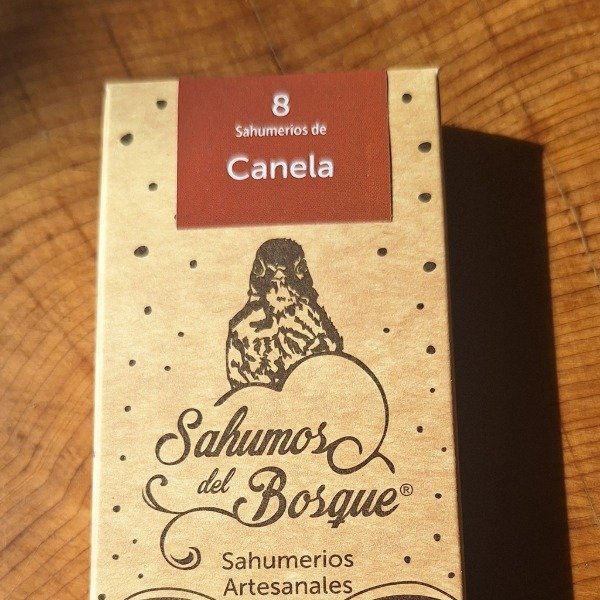 8
Sahumerios de
Canela
Sahumos
del Bosque®
Sahumerios
Artesanales